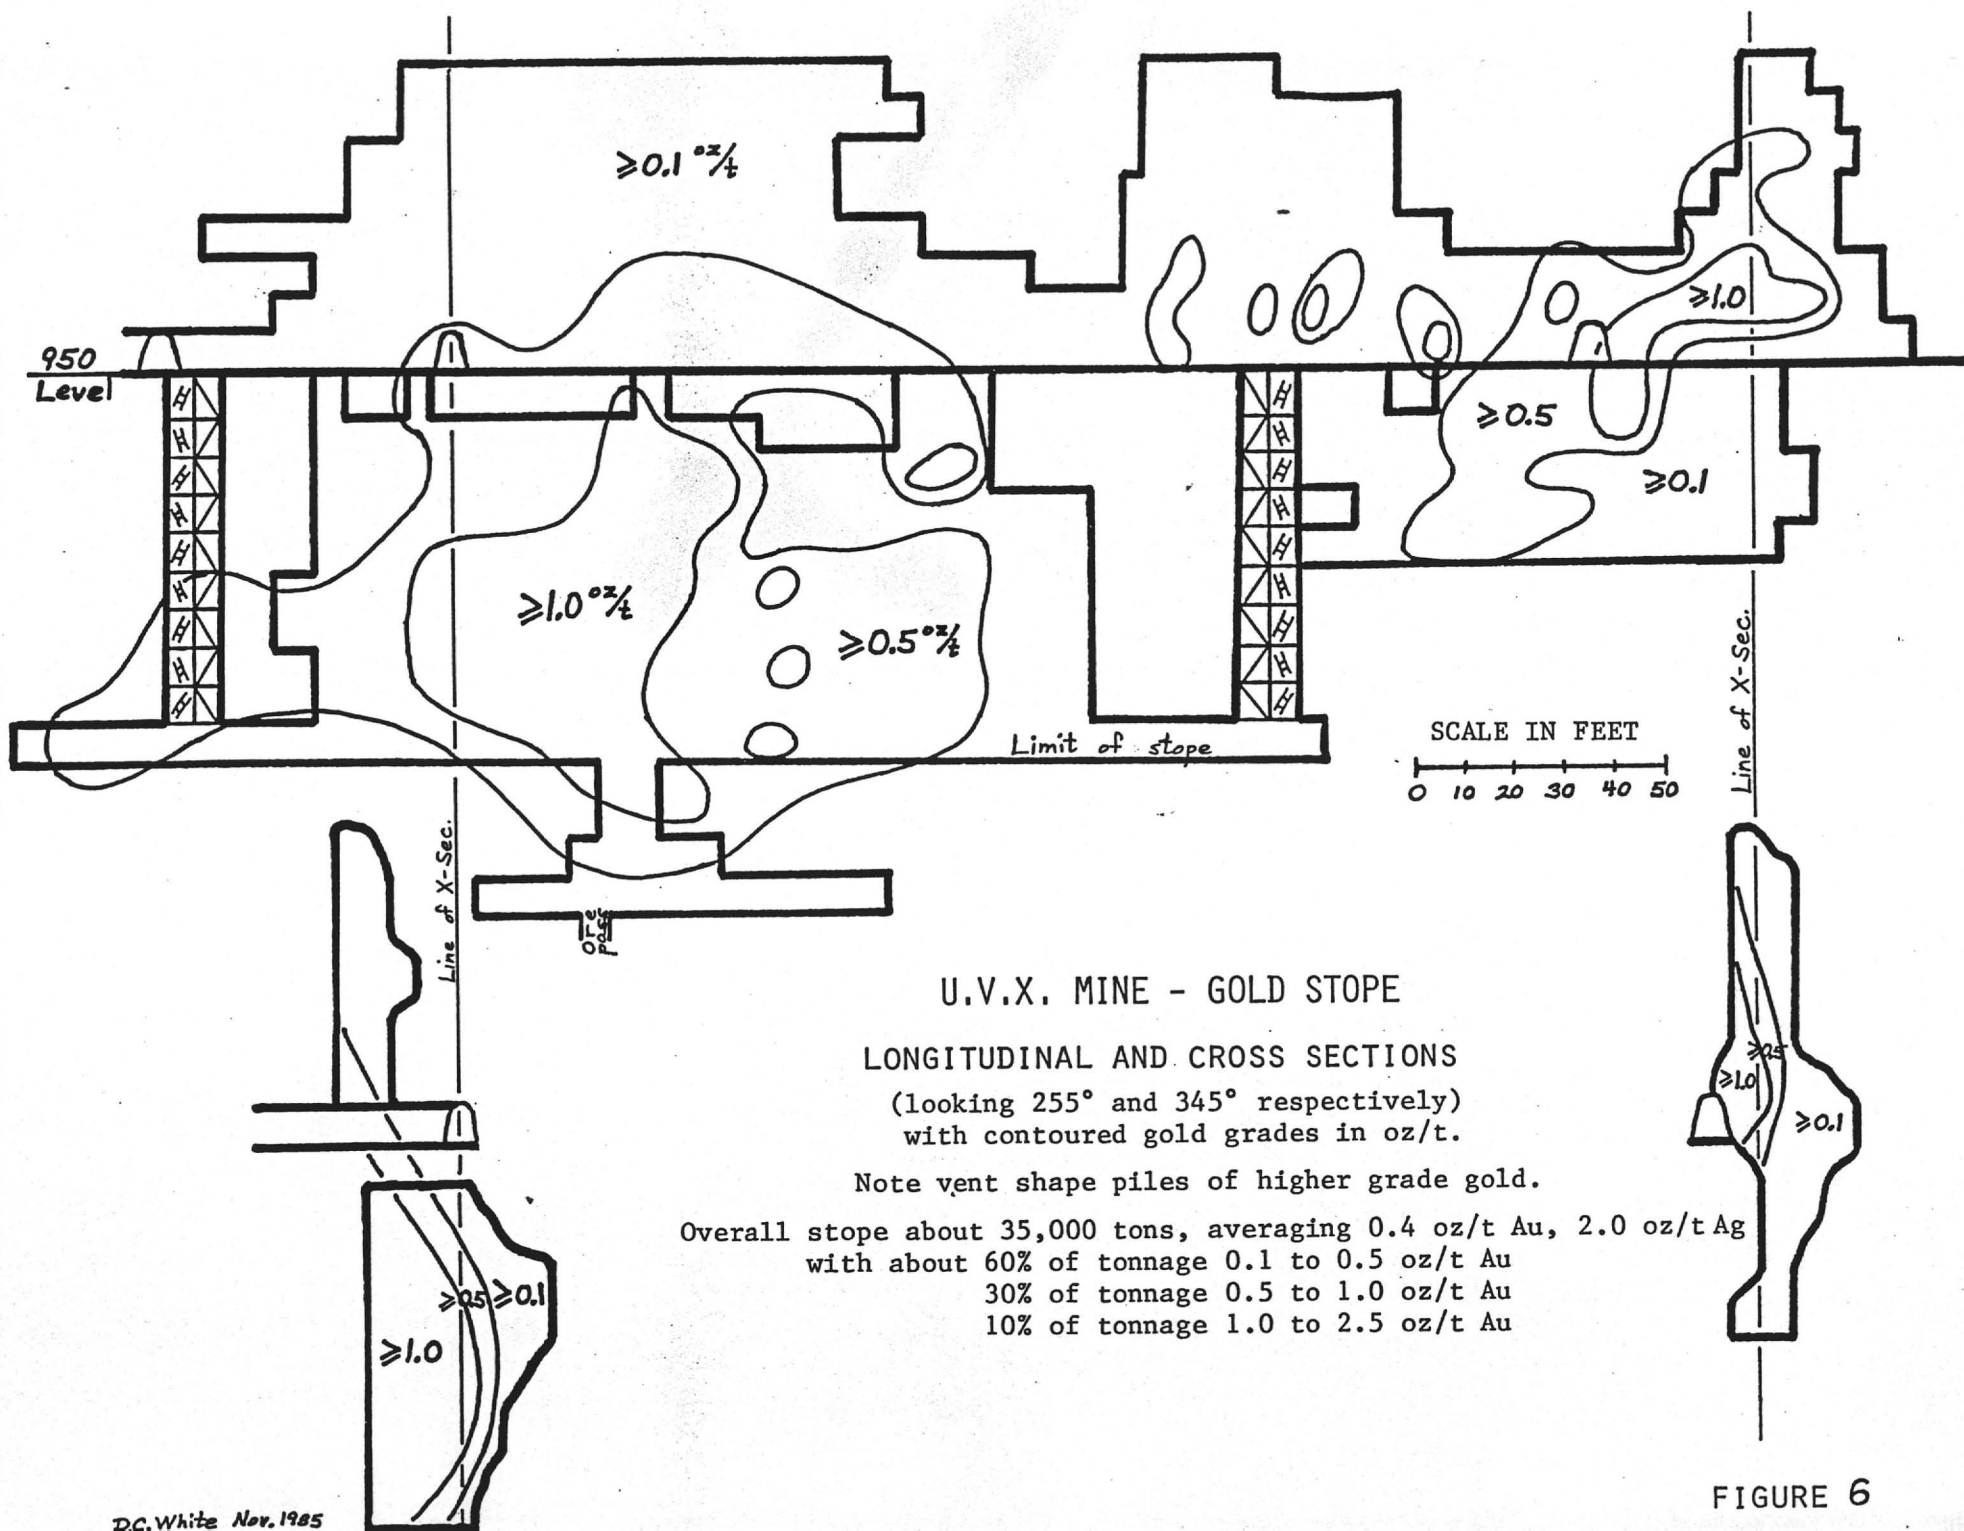 ≥0.1 oz/t
950
Level
≥1.0
≥0.5
≥0.1
≥1.0 oz/t
≥0.5 oz/t
Limit of stope
SCALE IN FEET
0 10 20 30 40 50
Line of X-Sec.
Line of X-Sec.
ore
pass
U.V.X. MINE - GOLD STOPE
LONGITUDINAL AND CROSS SECTIONS
(looking 255° and 345° respectively)
with contoured gold grades in oz/t.
Note vent shape piles of higher grade gold.
Overall stope about 35,000 tons, averaging 0.4 oz/t Au, 2.0 oz/t Ag
with about 60% of tonnage 0.1 to 0.5 oz/t Au
30% of tonnage 0.5 to 1.0 oz/t Au
10% of tonnage 1.0 to 2.5 oz/t Au
≥0.5
≥1.0
≥0.1
≥0.5 ≥0.1
≥1.0
FIGURE 6
D.C. White Nov. 1985